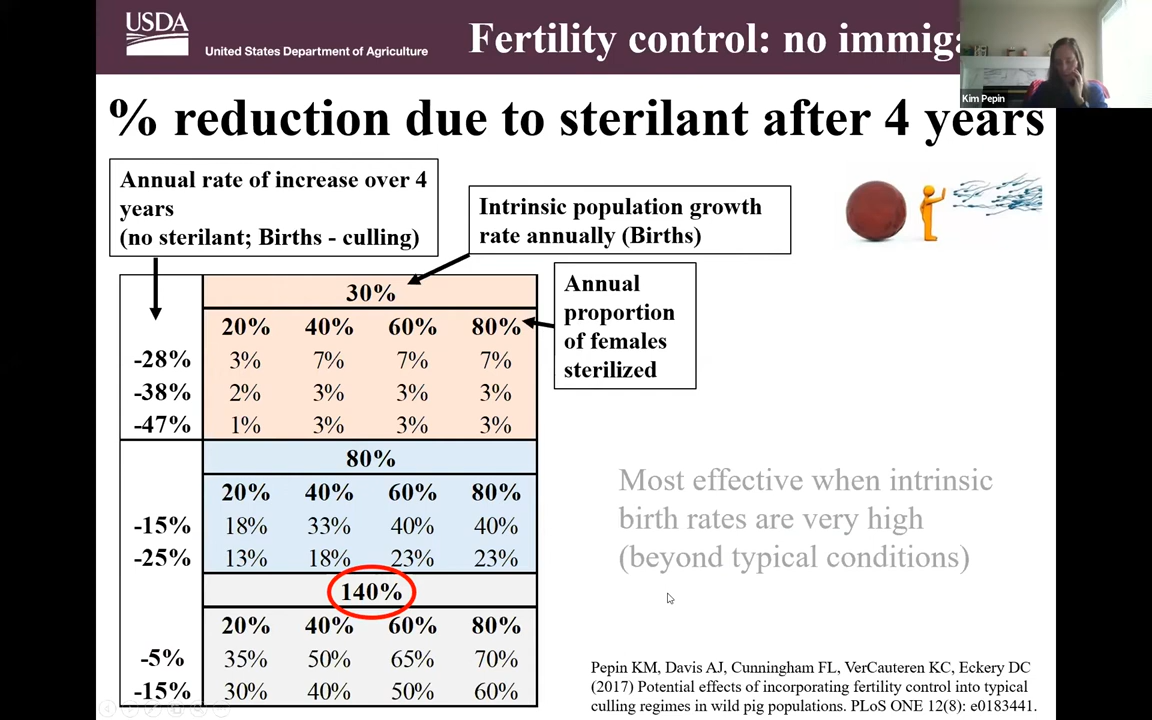 USDA
United States Department of Agriculture
Fertility control: no immig
Kim Pepin
% reduction due to sterilant after 4 years
Annual rate of increase over 4
years
(no sterilant; Births - culling)
Intrinsic population growth
rate annually (Births)
Annual
proportion
of females
sterilized
30%
20% 40% 60% 80%
-28% 3% 7% 7% 7%
-38% 2% 3% 3% 3%
-47% 1% 3% 3% 3%
80%
20% 40% 60% 80%
-15% 18% 33% 40% 40%
-25% 13% 18% 23% 23%
140%
20% 40% 60% 80%
-5% 35% 50% 65% 70%
-15% 30% 40% 50% 60%
Most effective when intrinsic
birth rates are very high
(beyond typical conditions)
Pepin KM, Davis AJ, Cunningham FL, VerCauteren KC, Eckery DC
(2017) Potential effects of incorporating fertility control into typical
culling regimes in wild pig populations. PLoS ONE 12(8): e0183441.